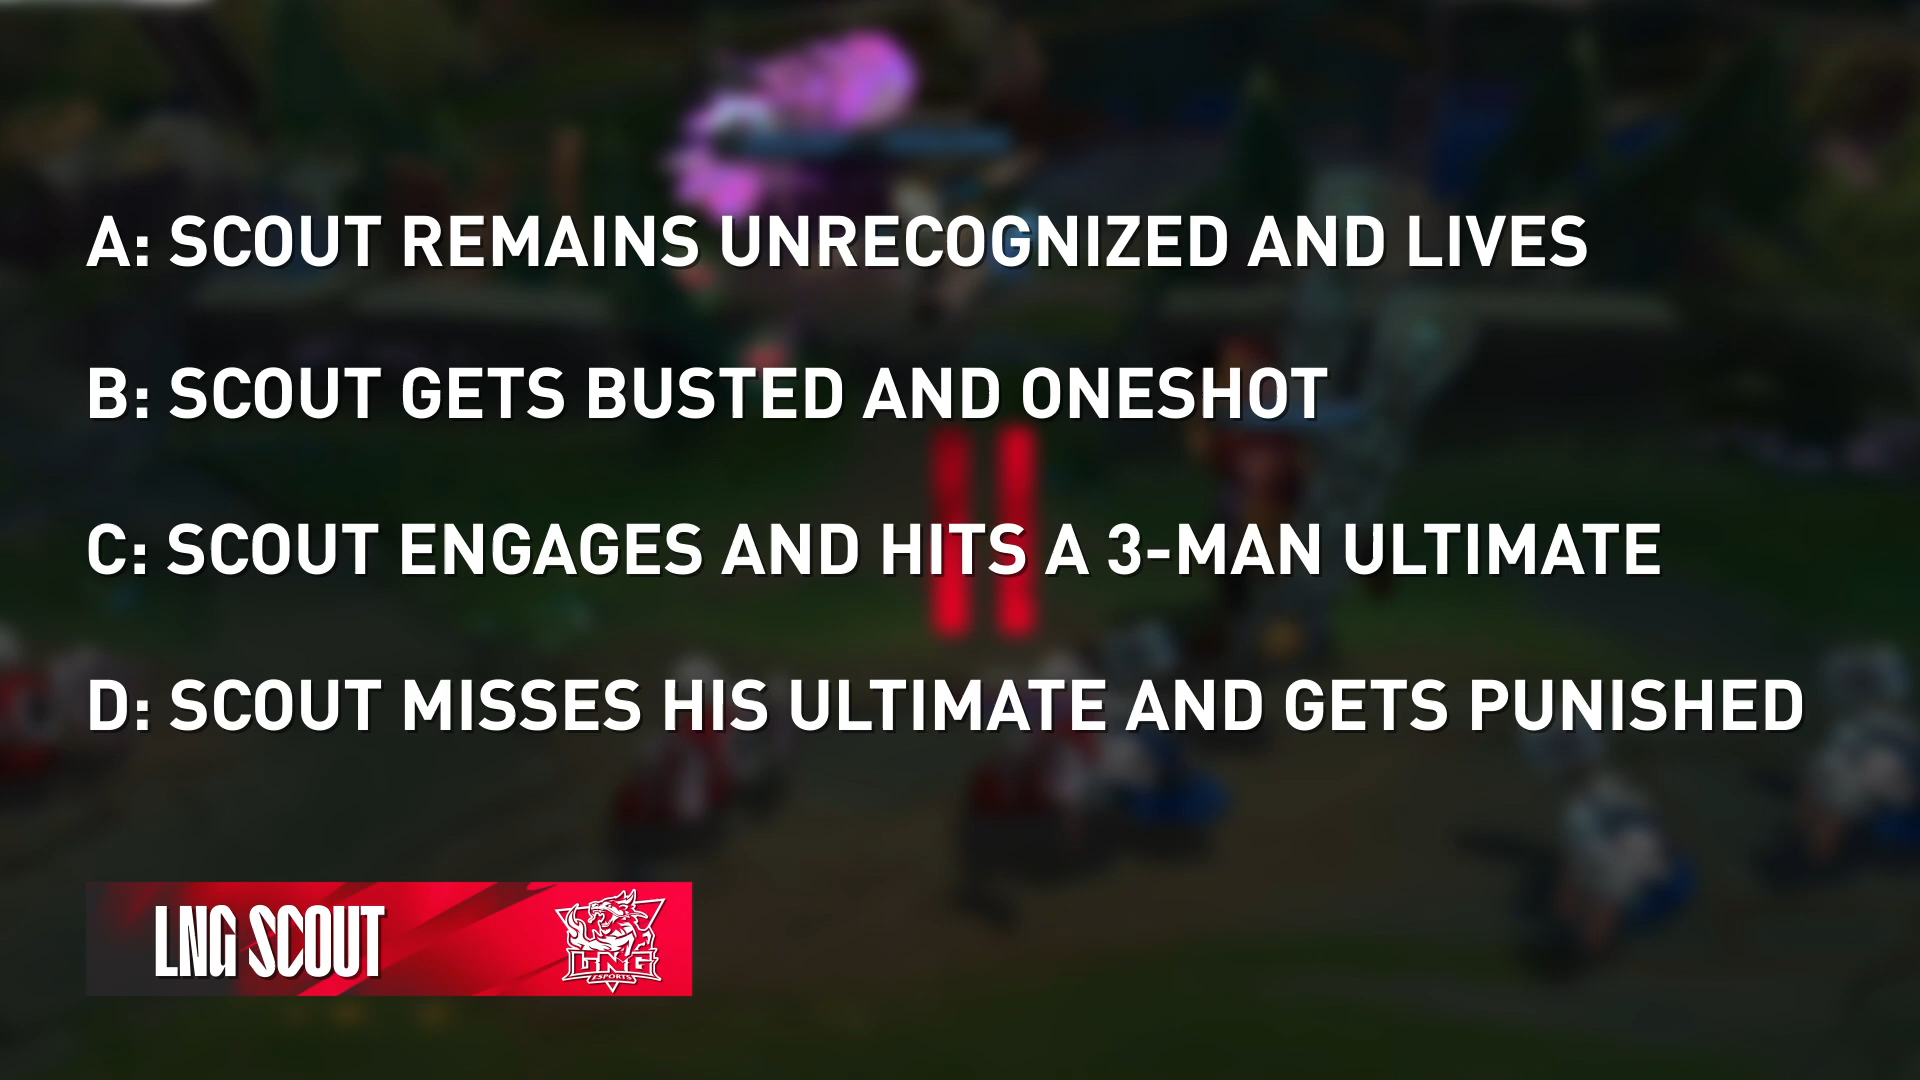 A: SCOUT REMAINS UNRECOGNIZED AND LIVES
B: SCOUT GETS BUSTED AND ONESHOT
C: SCOUT ENGAGES AND HITS A 3-MAN ULTIMATE
D: SCOUT MISSES HIS ULTIMATE AND GETS PUNISHED
LNG SCOUT
LNG
ESPORTS